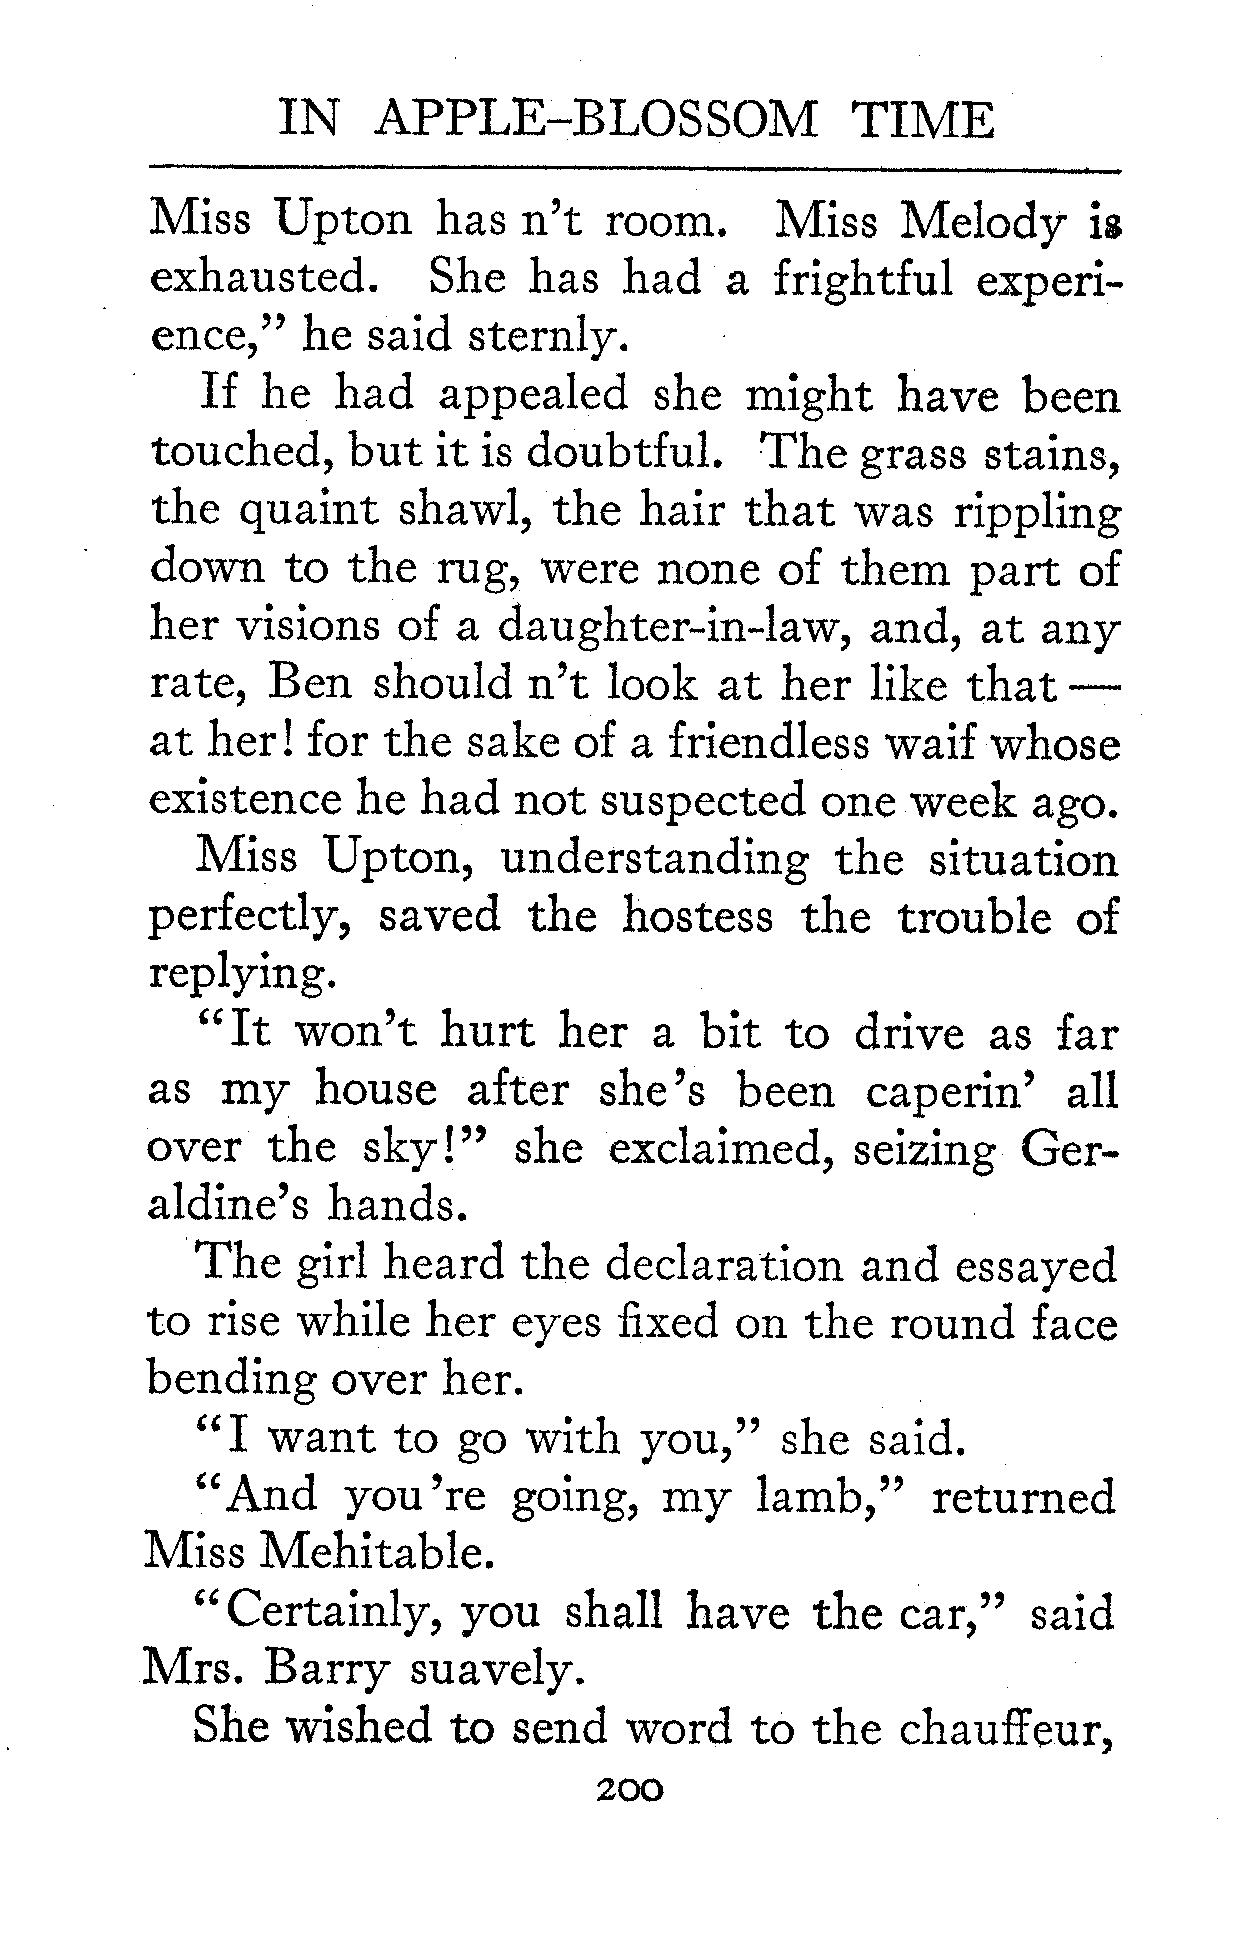 IN APPLE-BLOSSOM TIME
Miss Upton has n't room. Miss Melody is
exhausted. She has had a frightful experi-
ence,” he said sternly.
If he had appealed she might have been
touched, but it is doubtful. The grass stains,
the quaint shawl, the hair that was rippling
down to the rug, were none of them part of
her visions of a daughter-in-law, and, at any
rate, Ben should n't look at her like that —
at her! for the sake of a friendless waif whose
existence he had not suspected one week ago.
Miss Upton, understanding the situation
perfectly, saved the hostess the trouble of
replying.
“It won't hurt her a bit to drive as far
as my house after she's been caperin' all
over the sky!” she exclaimed, seizing Ger-
aldine's hands.
The girl heard the declaration and essayed
to rise while her eyes fixed on the round face
bending over her.
“I want to go with you,” she said.
“And you 're going, my lamb,” returned
Miss Mehitable.
“Certainly, you shall have the car,” said
Mrs. Barry suavely.
She wished to send word to the chauffeur,
200